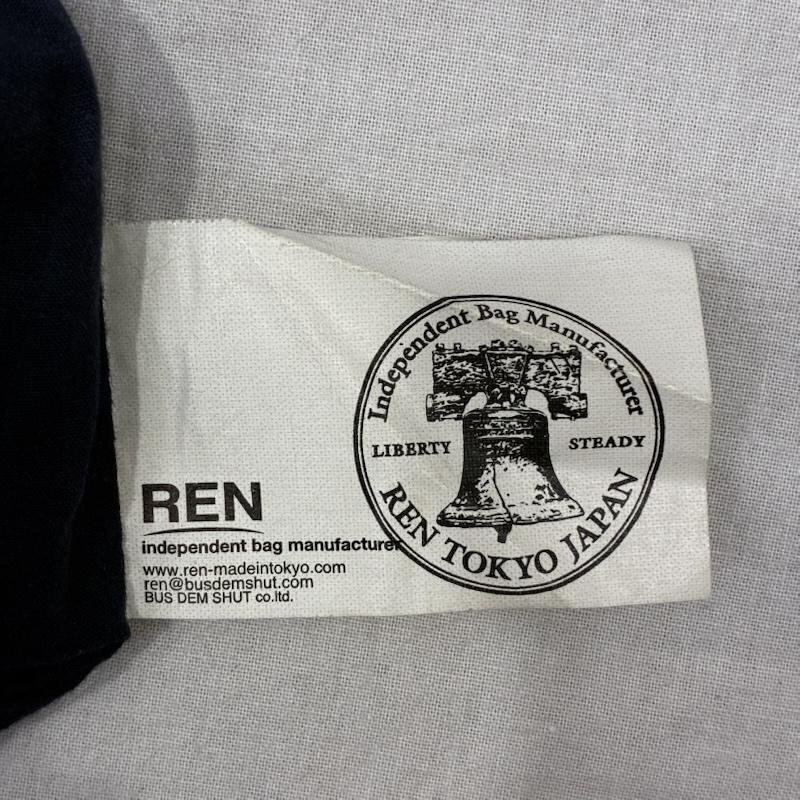 Independent Bag Manufacturer
LIBERTY STEADY
REN TOKYO JAPAN
REN
independent bag manufacturer
www.ren-madeintokyo.com
ren@busdemshut.com
BUS DEM SHUT co.ltd.